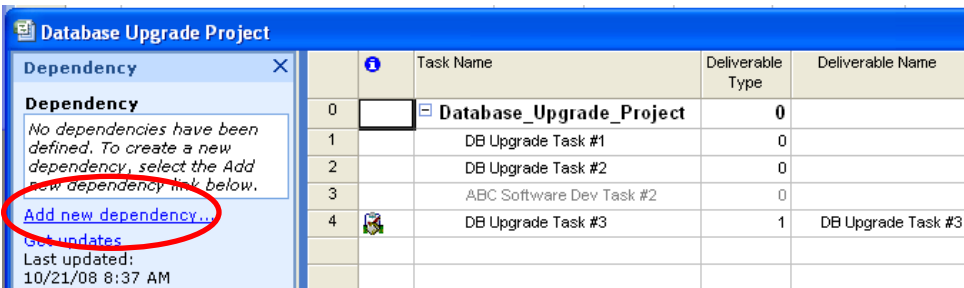 Database Upgrade Project
Dependency
Dependency
No dependencies have been
defined. To create a new
dependency, select the Add
new dependency link below.
Add new dependency...
Get updates
Last updated:
10/21/08 8:37 AM
Task Name Deliverable Type Deliverable Name
0 Database_Upgrade_Project 0
1 DB Upgrade Task #1 0
2 DB Upgrade Task #2 0
3 ABC Software Dev Task #2 0
4 DB Upgrade Task #3 1 DB Upgrade Task #3